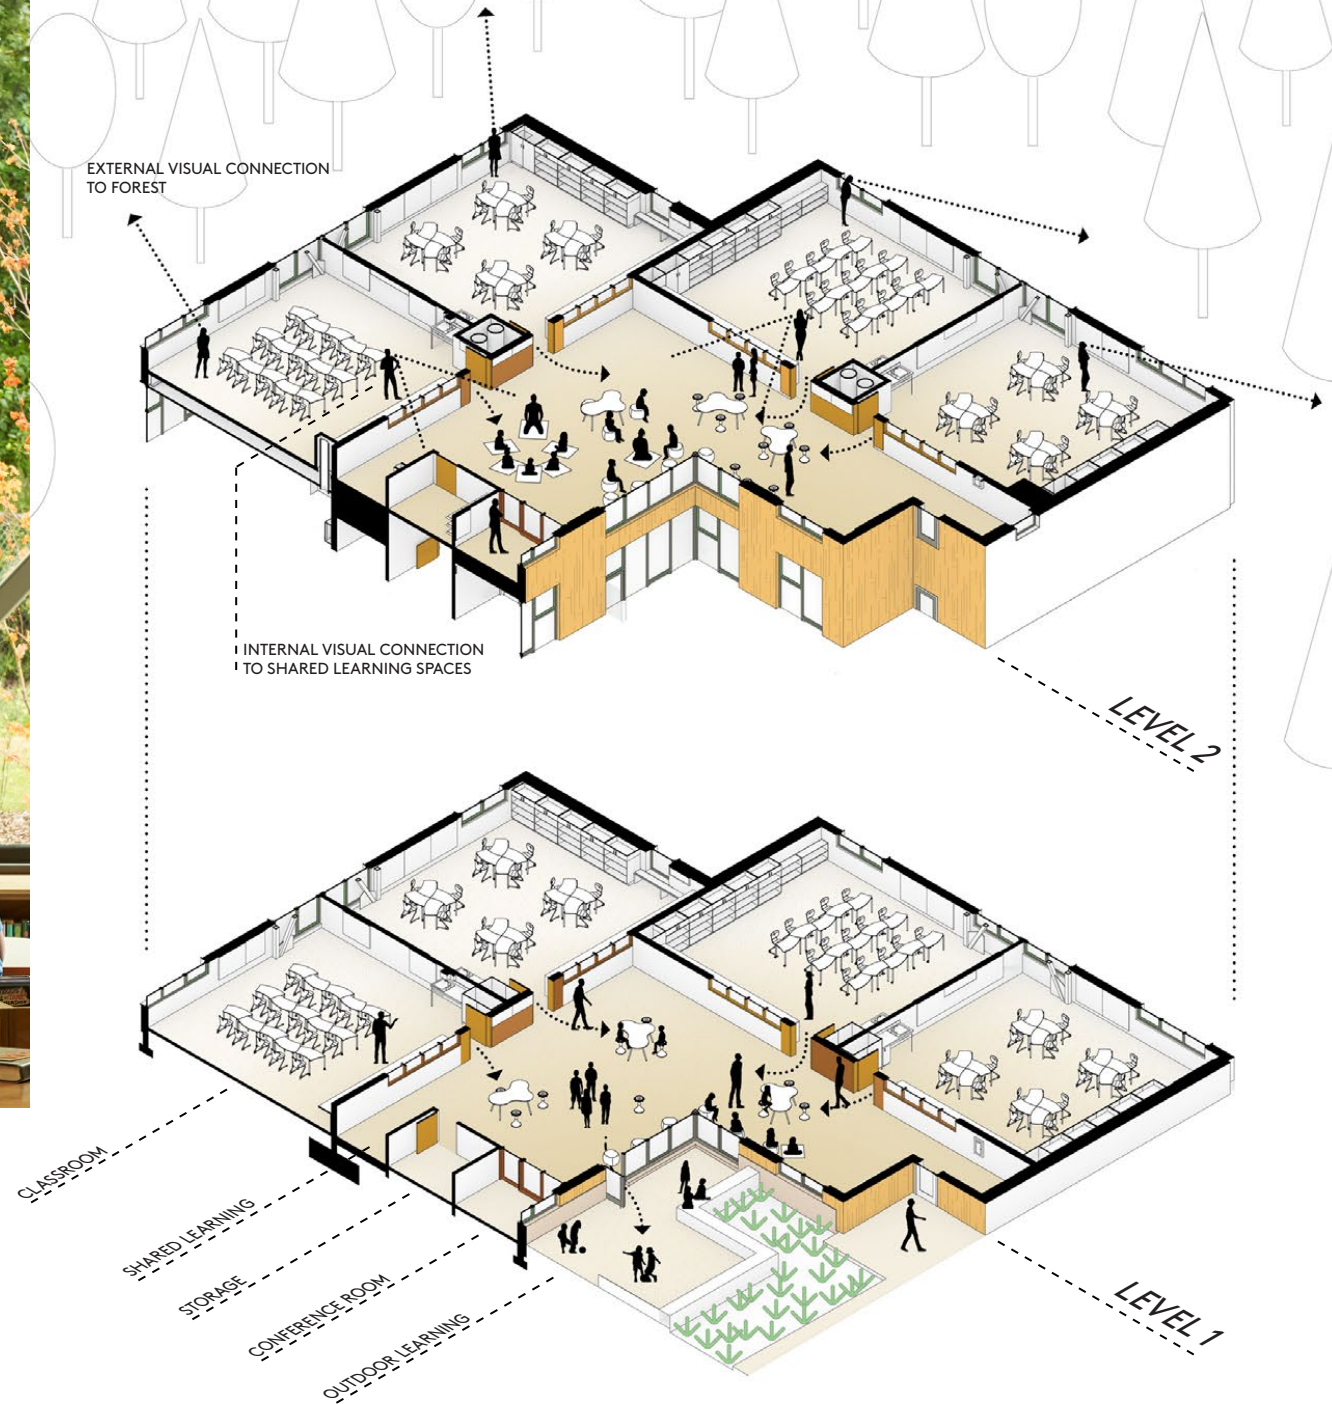 EXTERNAL VISUAL CONNECTION
TO FOREST
INTERNAL VISUAL CONNECTION
TO SHARED LEARNING SPACES
LEVEL 2
CLASSROOM
SHARED LEARNING
STORAGE
CONFERENCE ROOM
OUTDOOR LEARNING
LEVEL 1